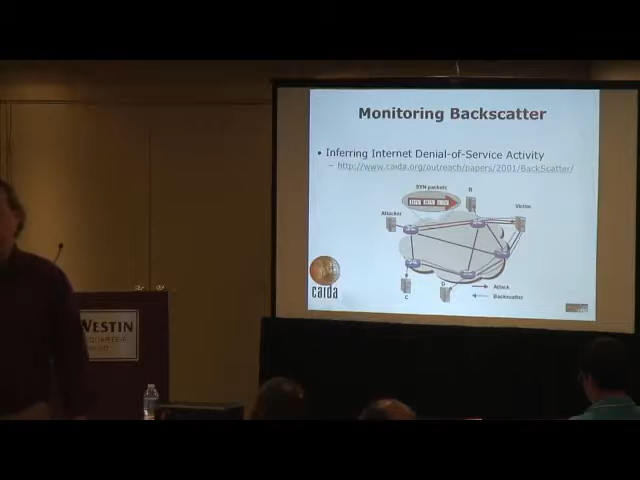 Monitoring Backscatter
• Inferring Internet Denial-of-Service Activity
– http://www.caida.org/outreach/papers/2001/BackScatter/
SYN packets
B
Attacker
Victim
C
D
Attack
Backscatter
caida
WESTIN
QUARTER